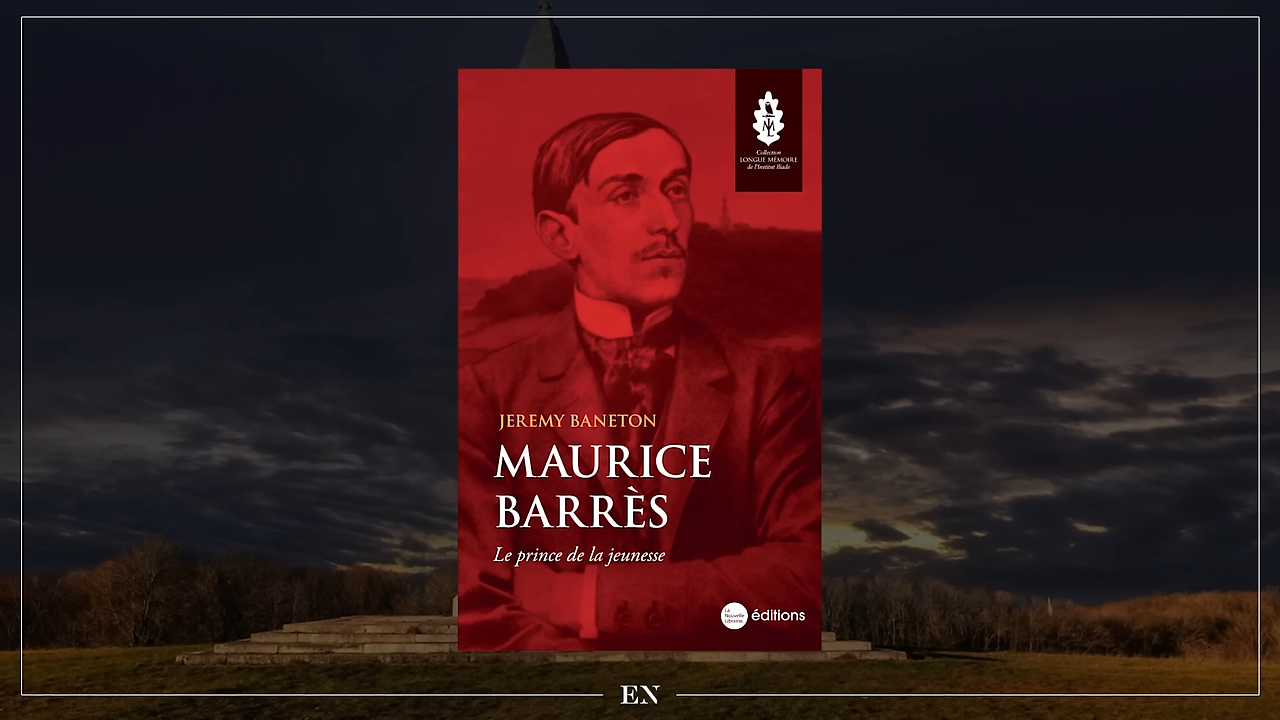 Collection
LONGUE MÉMOIRE
de l'Institut Iliade
JEREMY BANETON
MAURICE
BARRÈS
Le prince de la jeunesse
La
Nouvelle
Librairie
éditions
EN